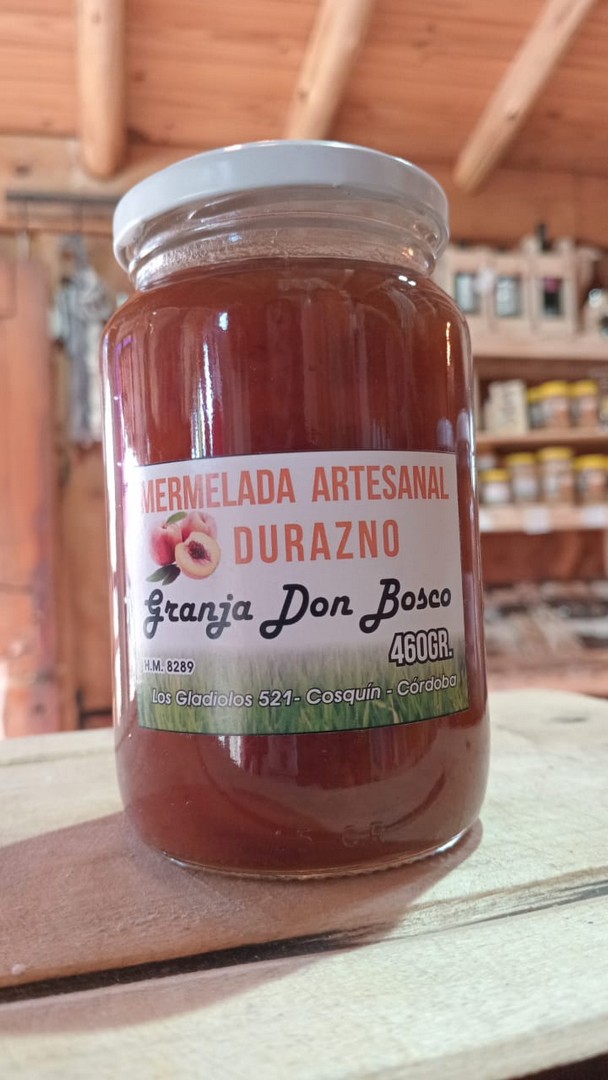 MERMELADA ARTESANAL
DURAZNO
Granja Don Bosco
460GR.
H.M. 8289
Los Gladiolos 521- Cosquín - Córdoba